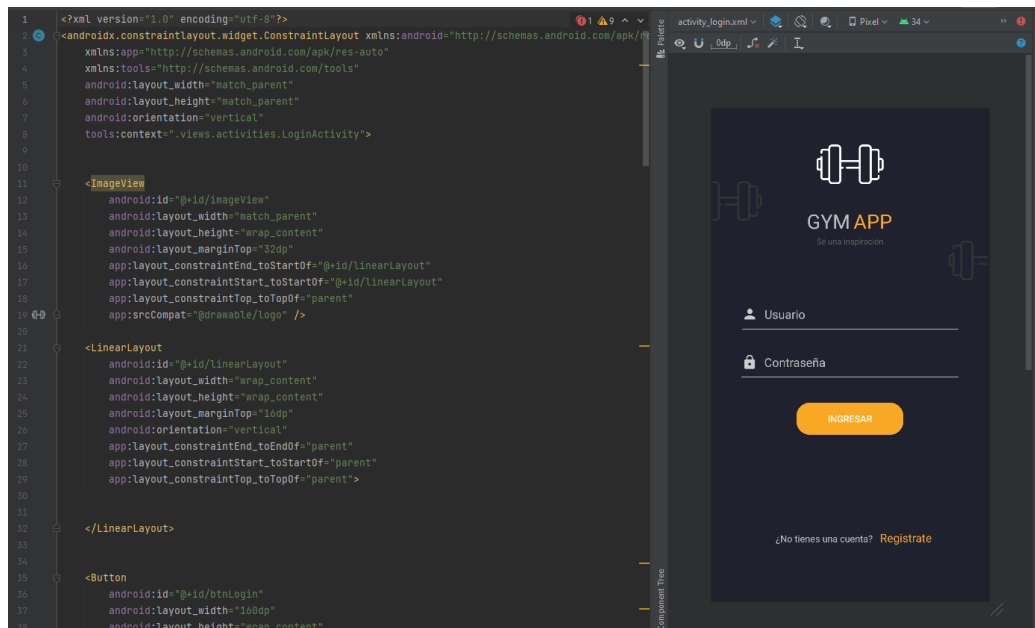 1 <?xml version="1.0" encoding="utf-8"?>
1 9
2 <androidx.constraintlayout.widget.ConstraintLayout xmlns:android="http://schemas.android.com/apk/re
3 xmlns:app="http://schemas.android.com/apk/res-auto"
4 xmlns:tools="http://schemas.android.com/tools"
5 android:layout_width="match_parent"
6 android:layout_height="match_parent"
7 android:orientation="vertical"
8 tools:context=".views.activities.LoginActivity">
9
10
11 <ImageView
12 android:id="@+id/imageView"
13 android:layout_width="match_parent"
14 android:layout_height="wrap_content"
15 android:layout_marginTop="32dp"
16 app:layout_constraintEnd_toStartOf="@+id/linearLayout"
17 app:layout_constraintStart_toStartOf="@+id/linearLayout"
18 app:layout_constraintTop_toTopOf="parent"
19 app:srcCompat="@drawable/logo" />
20
21 <LinearLayout
22 android:id="@+id/linearLayout"
23 android:layout_width="wrap_content"
24 android:layout_height="wrap_content"
25 android:layout_marginTop="16dp"
26 android:orientation="vertical"
27 app:layout_constraintEnd_toEndOf="parent"
28 app:layout_constraintStart_toStartOf="parent"
29 app:layout_constraintTop_toTopOf="parent">
30
31
32 </LinearLayout>
33
34
35 <Button
36 android:id="@+id/btnLogin"
37 android:layout_width="160dp"
38 android:layout_height="wrap_content"
Palette
Component Tree
activity_login.xml
Pixel
34
0dp
GYM APP
Se una inspiración
Usuario
Contraseña
INGRESAR
¿No tienes una cuenta? Registrate